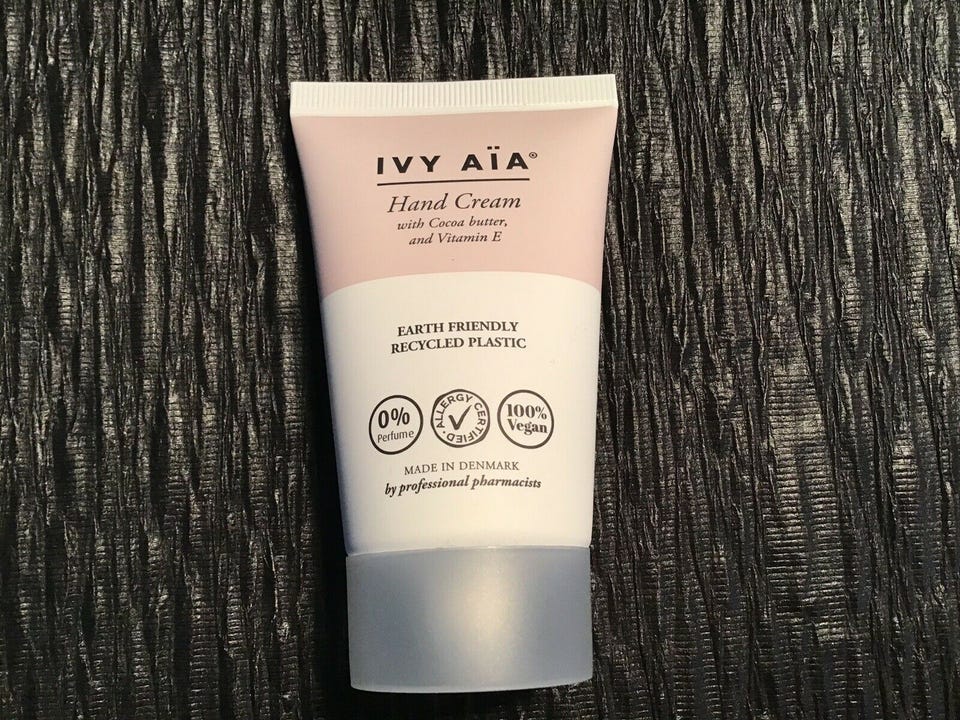 IVY AÏA®
Hand Cream
with Cocoa butter,
and Vitamin E
EARTH FRIENDLY
RECYCLED PLASTIC
0%
Perfume
ALLERGY CERTIFIED
100%
Vegan
MADE IN DENMARK
by professional pharmacists